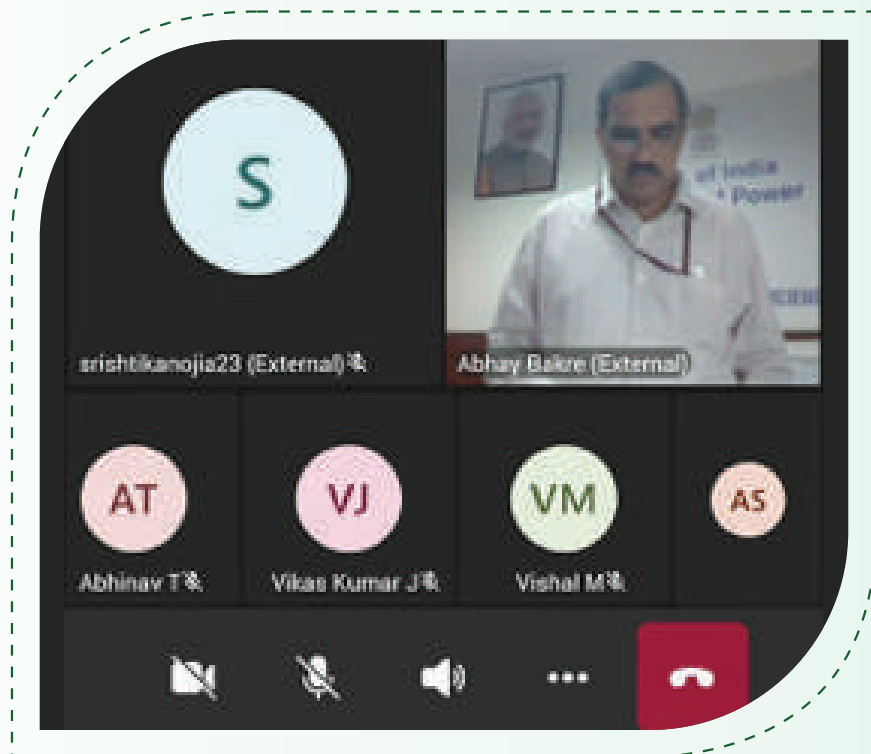 S
of India
Power
srishtikanojia23 (External)
Abhay Bakre (External)
AT
VJ
VM
AS
Abhinav T
Vikas Kumar J
Vishal M